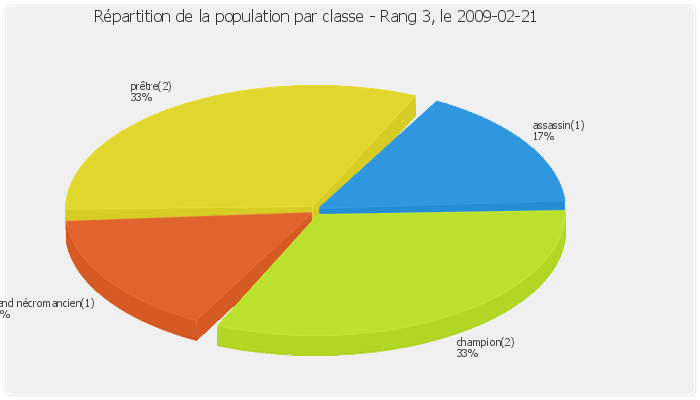 Répartition de la population par classe - Rang 3, le 2009-02-21
prêtre(2)
33%
assassin(1)
17%
nécromancien(1)
%
champion(2)
33%